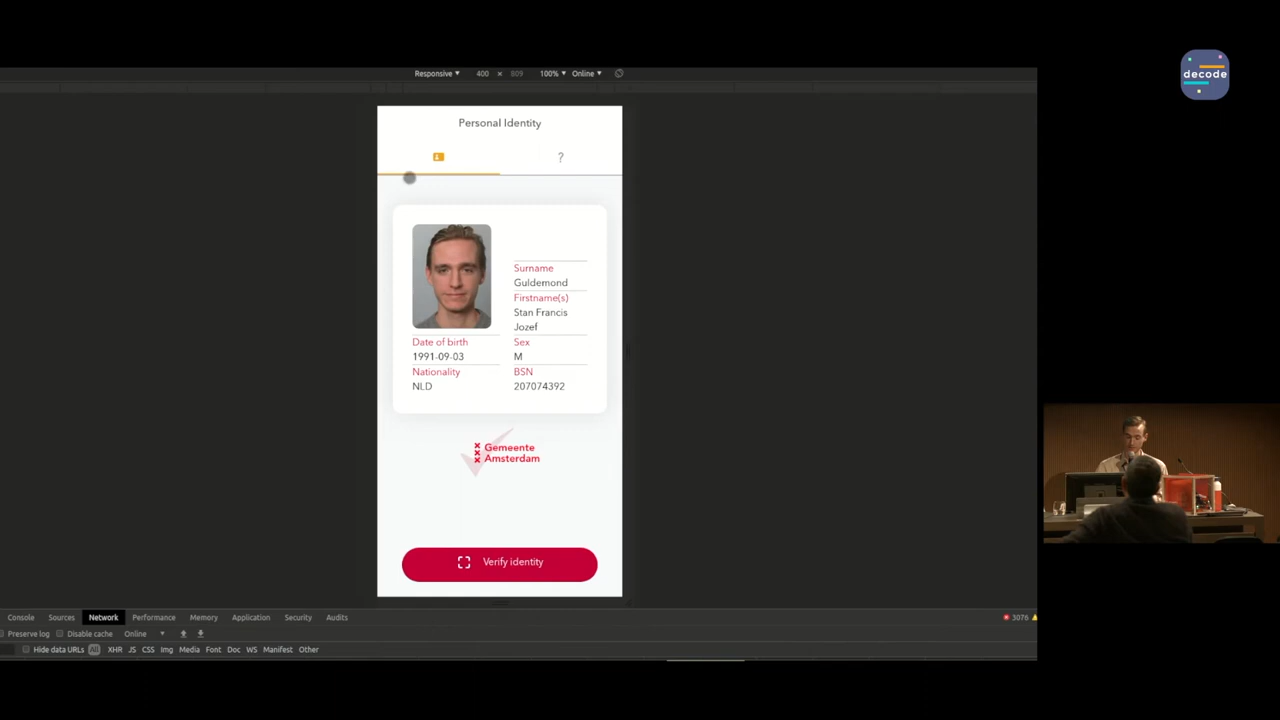 decode
Responsive 400 × 809 100% Online
Personal Identity
?
Surname
Guldemond
Firstname(s)
Stan Francis
Jozef
Date of birth
1991-09-03
Sex
M
Nationality
NLD
BSN
207074392
Gemeente
Amsterdam
Verify identity
Console Sources Network Performance Memory Application Security Audits 3076
Preserve log Disable cache Online
Hide data URLs All XHR JS CSS Img Media Font Doc WS Manifest Other